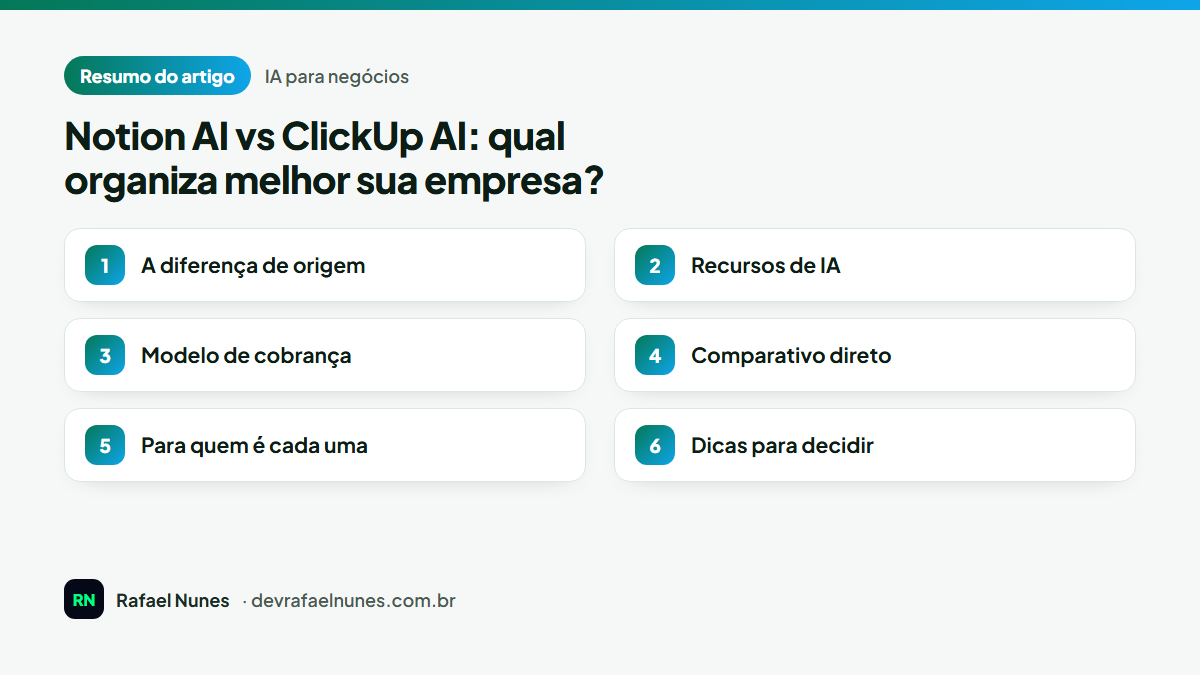 Resumo do artigo
IA para negócios
Notion AI vs ClickUp AI: qual
organiza melhor sua empresa?
1 A diferença de origem
2 Recursos de IA
3 Modelo de cobrança
4 Comparativo direto
5 Para quem é cada uma
6 Dicas para decidir
RN Rafael Nunes · devrafaelnunes.com.br